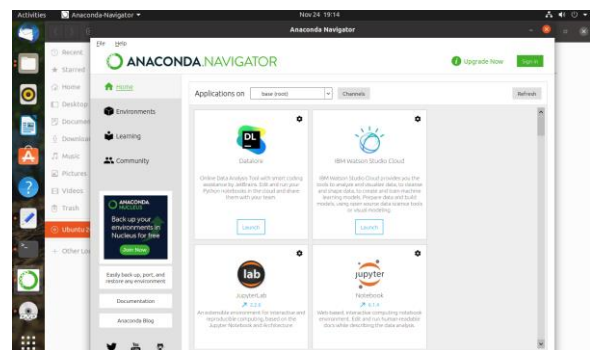 Activities
Anaconda-Navigator
Nov 24 19:14
Anaconda Navigator
File Help
ANACONDA.NAVIGATOR
Upgrade Now
Sign in
Recent
Starred
Home
Desktop
Documen
Downloa
Music
Pictures
Videos
Trash
Ubuntu 2
Other Loc
Home
Environments
Learning
Community
ANACONDA.
NUCLEUS
Back up your
environments in
Nucleus for free
Join Now
Easily back up, port, and
restore any environment
Documentation
Anaconda Blog
Applications on
base (root)
Channels
Refresh
DL
Datalore
Online Data Analysis Tool with smart coding
assistance by JetBrains. Edit and run your
Python notebooks in the cloud and share
them with your team.
Launch
IBM Watson Studio Cloud
IBM Watson Studio Cloud provides you the
tools to analyze and visualize data, to cleanse
and shape data, to create and train machine
learning models. Prepare data and build
models, using open source data science tools
or visual modeling.
Launch
lab
JupyterLab
An extensible environment for interactive and
reproducible computing, based on the
Jupyter Notebook and Architecture
jupyter
Notebook
Web-based, interactive computing notebook
environment. Edit and run human-readable
docs while describing the data analysis.